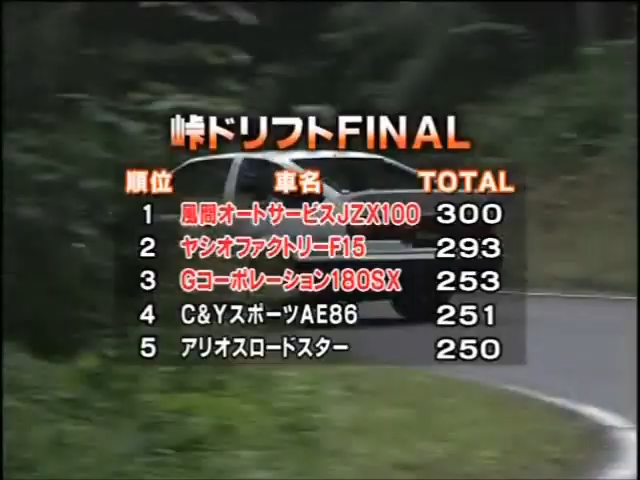 峠ドリフトFINAL
順位 車名 TOTAL
1 風間オートサービスJZX100 300
2 ヤシオファクトリーF15 293
3 Gコーポレーション180SX 253
4 C&YスポーツAE86 251
5 アリオスロードスター 250